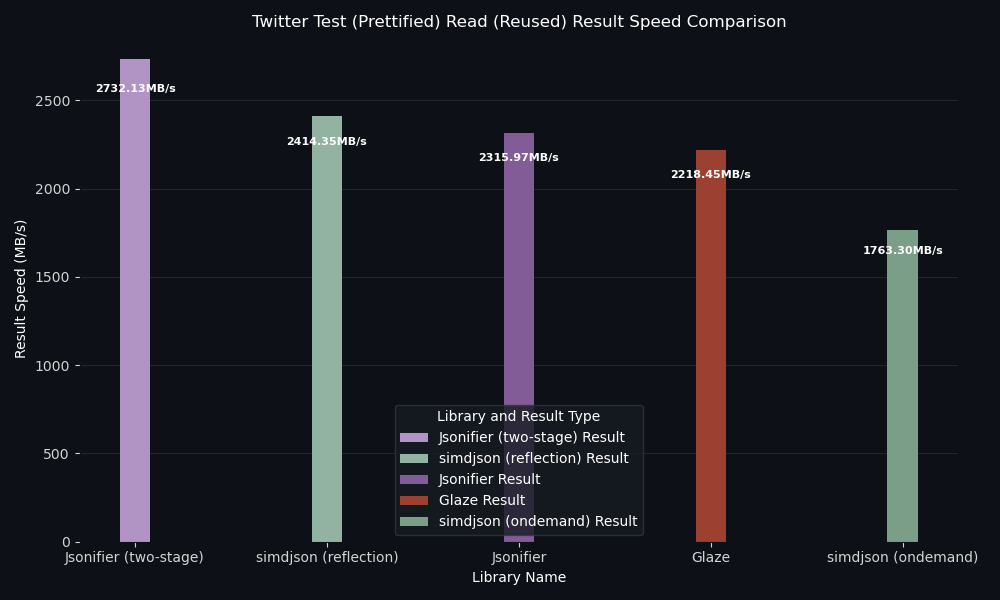 Twitter Test (Prettified) Read (Reused) Result Speed Comparison
2732.13MB/s
2414.35MB/s
2315.97MB/s
2218.45MB/s
1763.30MB/s
Result Speed (MB/s)
2500
2000
1500
1000
500
0
Library and Result Type
Jsonifier (two-stage) Result
simdjson (reflection) Result
Jsonifier Result
Glaze Result
simdjson (ondemand) Result
Jsonifier (two-stage)
simdjson (reflection)
Jsonifier
Glaze
simdjson (ondemand)
Library Name